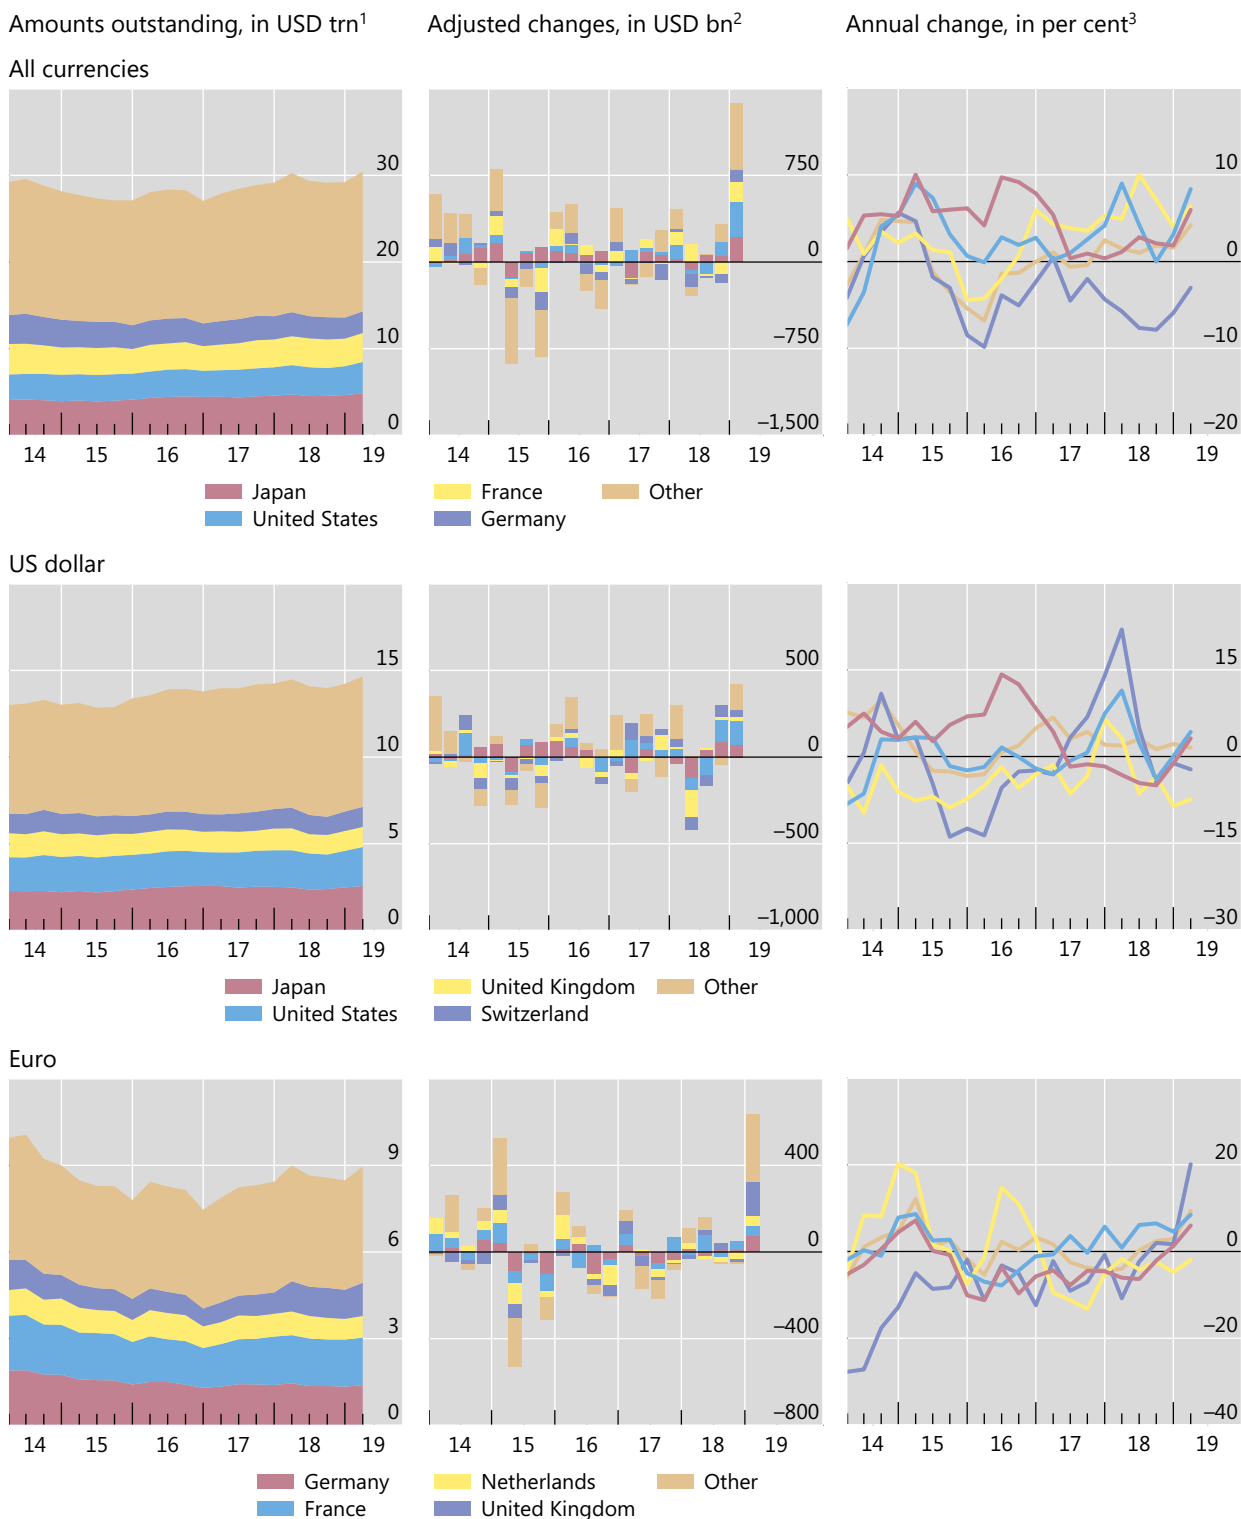 Amounts outstanding, in USD trn1 Adjusted changes, in USD bn2 Annual change, in per cent3
All currencies
30 750 10
20 0 0
10 –750 –10
0 –1,500 –20
14 15 16 17 18 19 14 15 16 17 18 19 14 15 16 17 18 19
Japan France Other
United States Germany
US dollar
15 500 15
10 0 0
5 –500 –15
0 –1,000 –30
14 15 16 17 18 19 14 15 16 17 18 19 14 15 16 17 18 19
Japan United Kingdom Other
United States Switzerland
Euro
9 400 20
6 0 0
3 –400 –20
0 –800 –40
14 15 16 17 18 19 14 15 16 17 18 19 14 15 16 17 18 19
Germany Netherlands Other
France United Kingdom